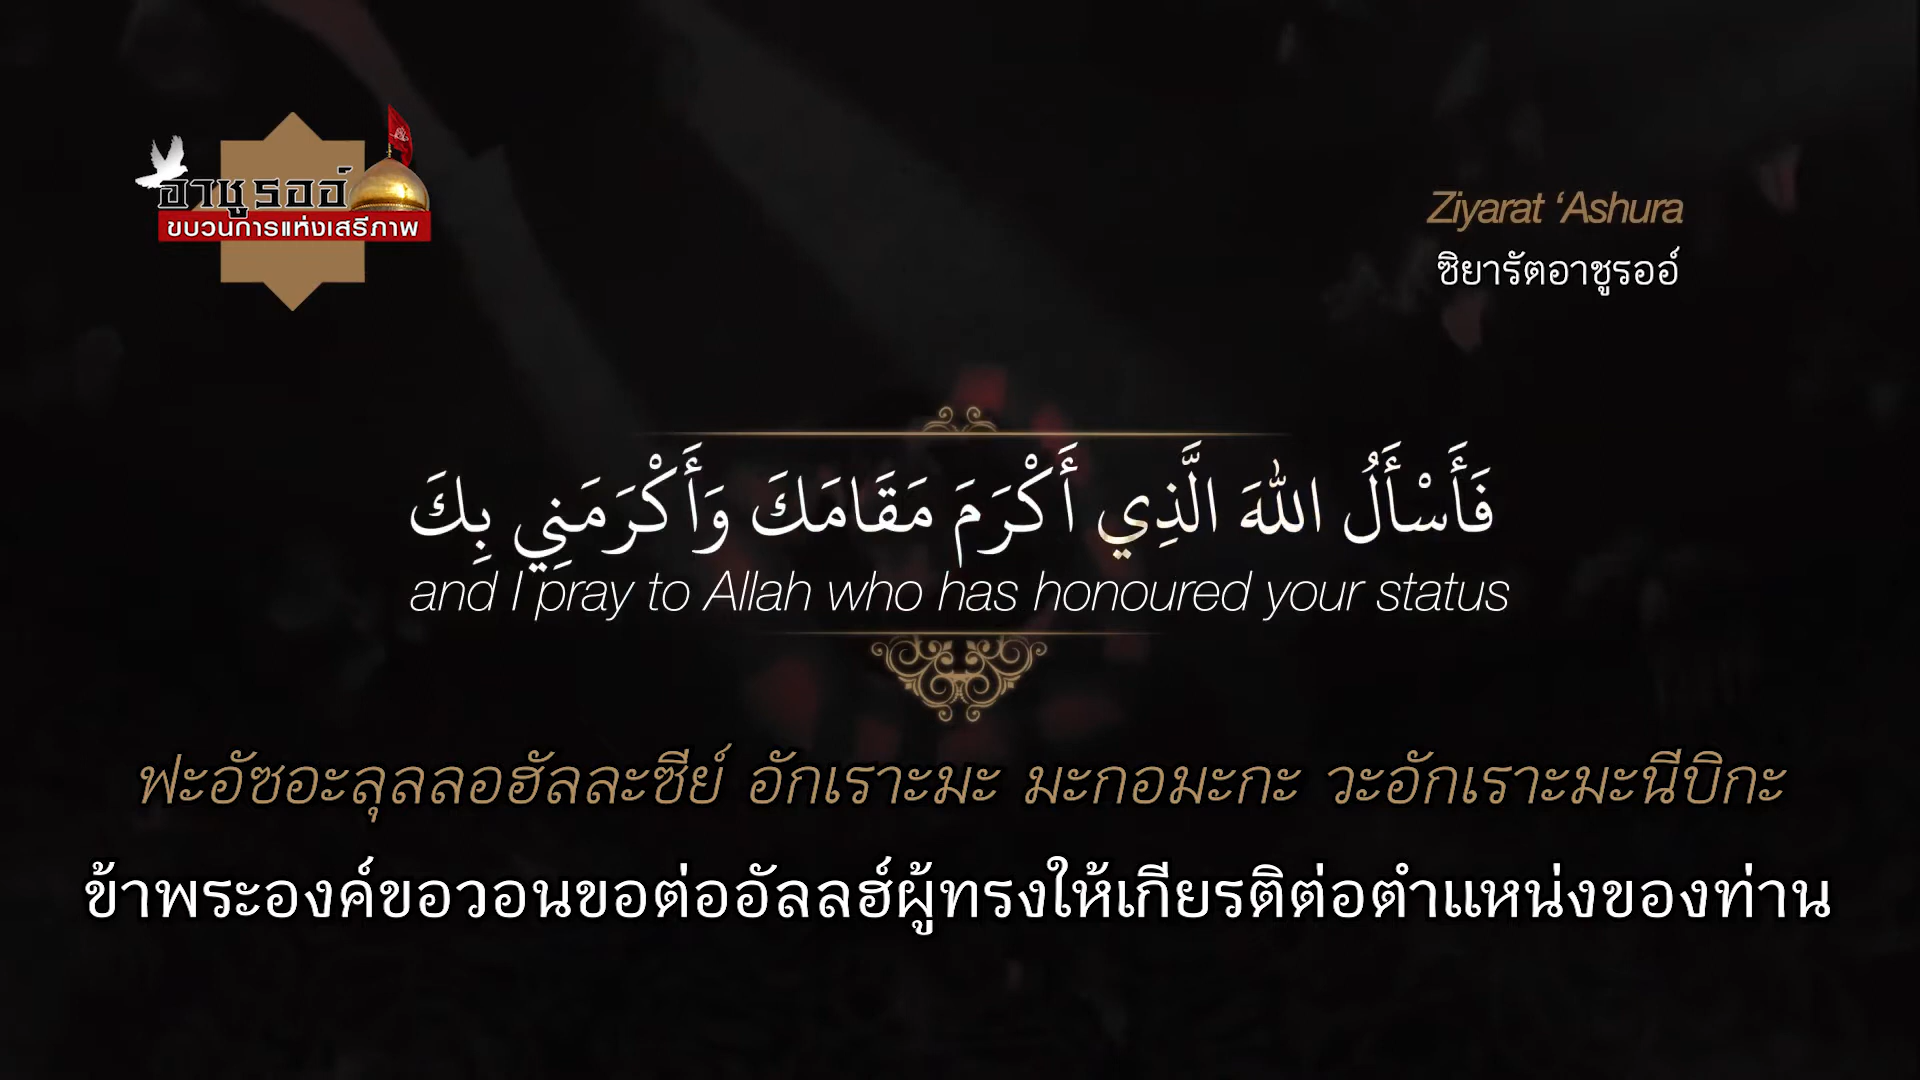 อาชูรออ์
ขบวนการแห่งเสรีภาพ
Ziyarat ‘Ashura
ซิยารัตอาชูรออ์
فَأَسْأَلُ اللَّهَ الَّذِي أَكْرَمَ مَقَامَكَ وَأَكْرَمَنِي بِكَ
and I pray to Allah who has honoured your status
ฟะอัซอะลุลลอฮัลละซีย์ อักเราะมะ มะกอมะกะ วะอักเราะมะนีบิกะ
ข้าพระองค์ขอวอนขอต่ออัลลฮ์ผู้ทรงให้เกียรติต่อตำแหน่งของท่าน